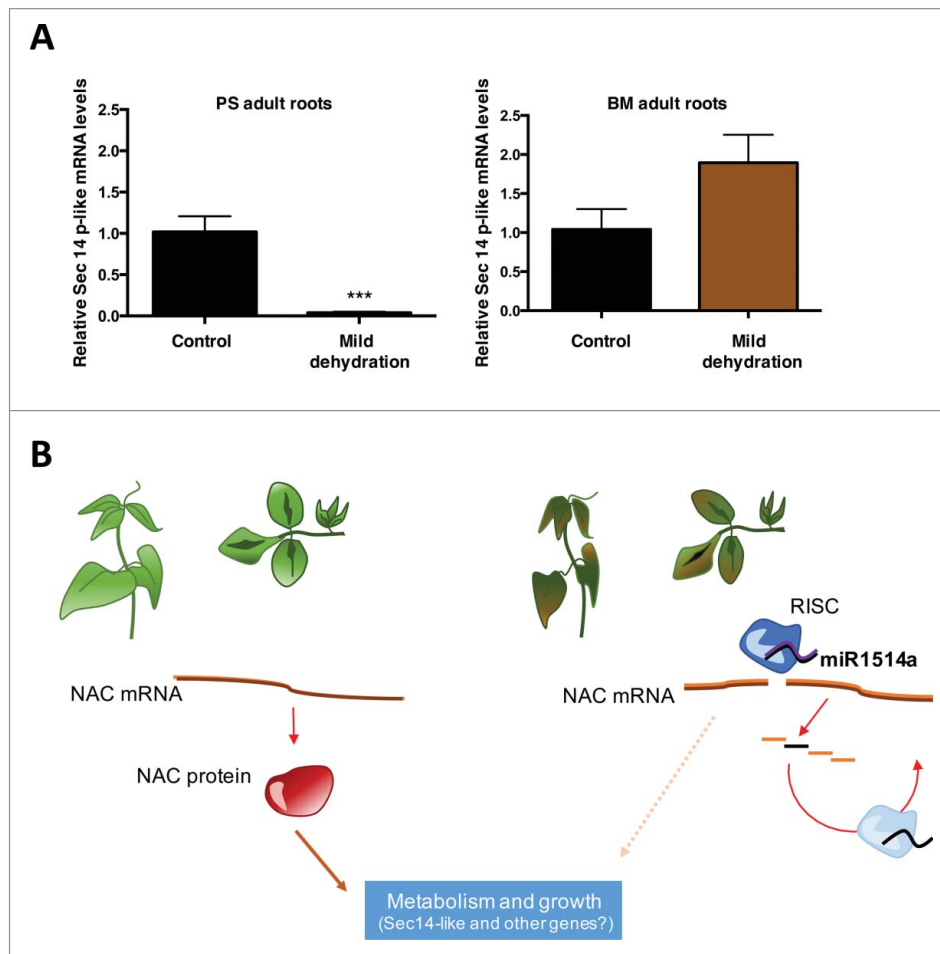 A
PS adult roots
Relative Sec 14 p-like mRNA levels
2.5
2.0
1.5
1.0
0.5
0.0
***
Control
Mild
dehydration
BM adult roots
Relative Sec 14 p-like mRNA levels
2.5
2.0
1.5
1.0
0.5
0.0
Control
Mild
dehydration
B
NAC mRNA
NAC protein
RISC
miR1514a
NAC mRNA
Metabolism and growth
(Sec14-like and other genes?)